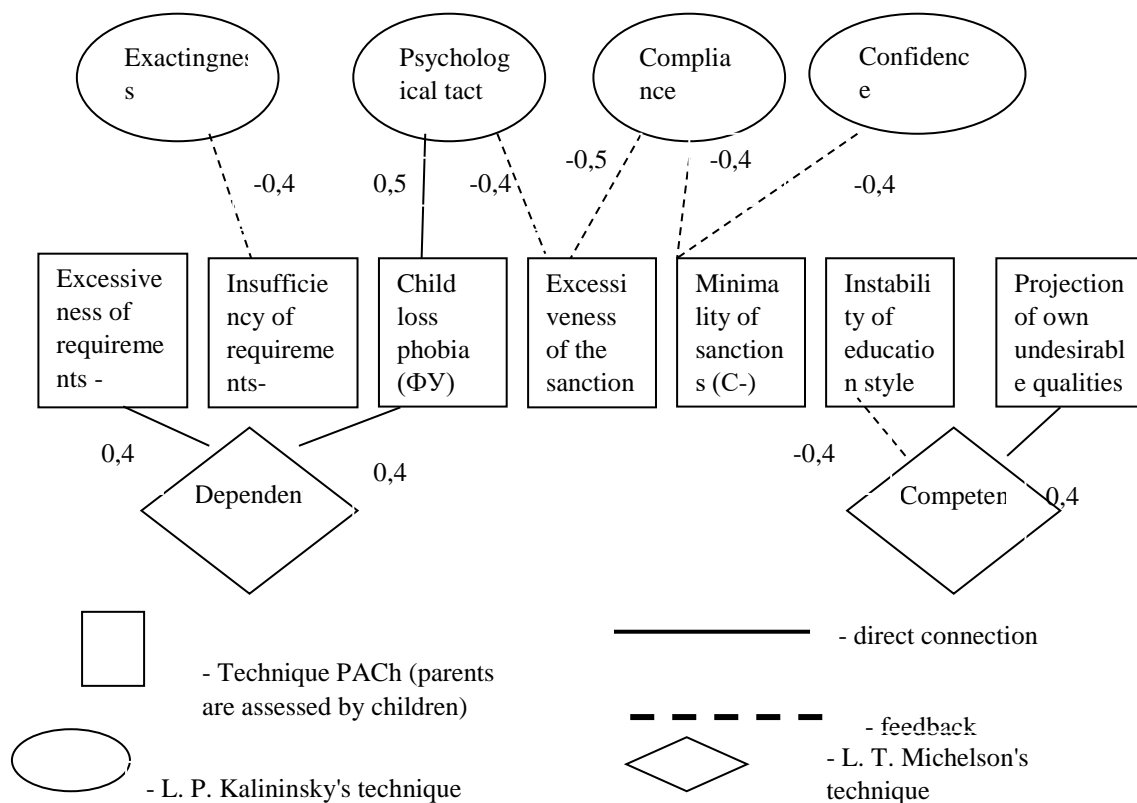 Exactingnes
s
Psycholog
ical tact
Complia
nce
Confidenc
e
-0,4
0,5
-0,4
-0,5
-0,4
-0,4
Excessive
ness of
requireme
nts -
Insufficie
ncy of
requireme
nts-
Child
loss
phobia
(ФУ)
Excessi
veness
of the
sanction
Minima
lity of
sanction
s (С-)
Instabili
ty of
educatio
n style
Projection
of own
undesirabl
e qualities
0,4
0,4
-0,4
0,4
Dependen
Competen
- Technique PACh (parents
are assessed by children)
- direct connection
- feedback
- L. P. Kalininsky's technique
- L. T. Michelson's
technique